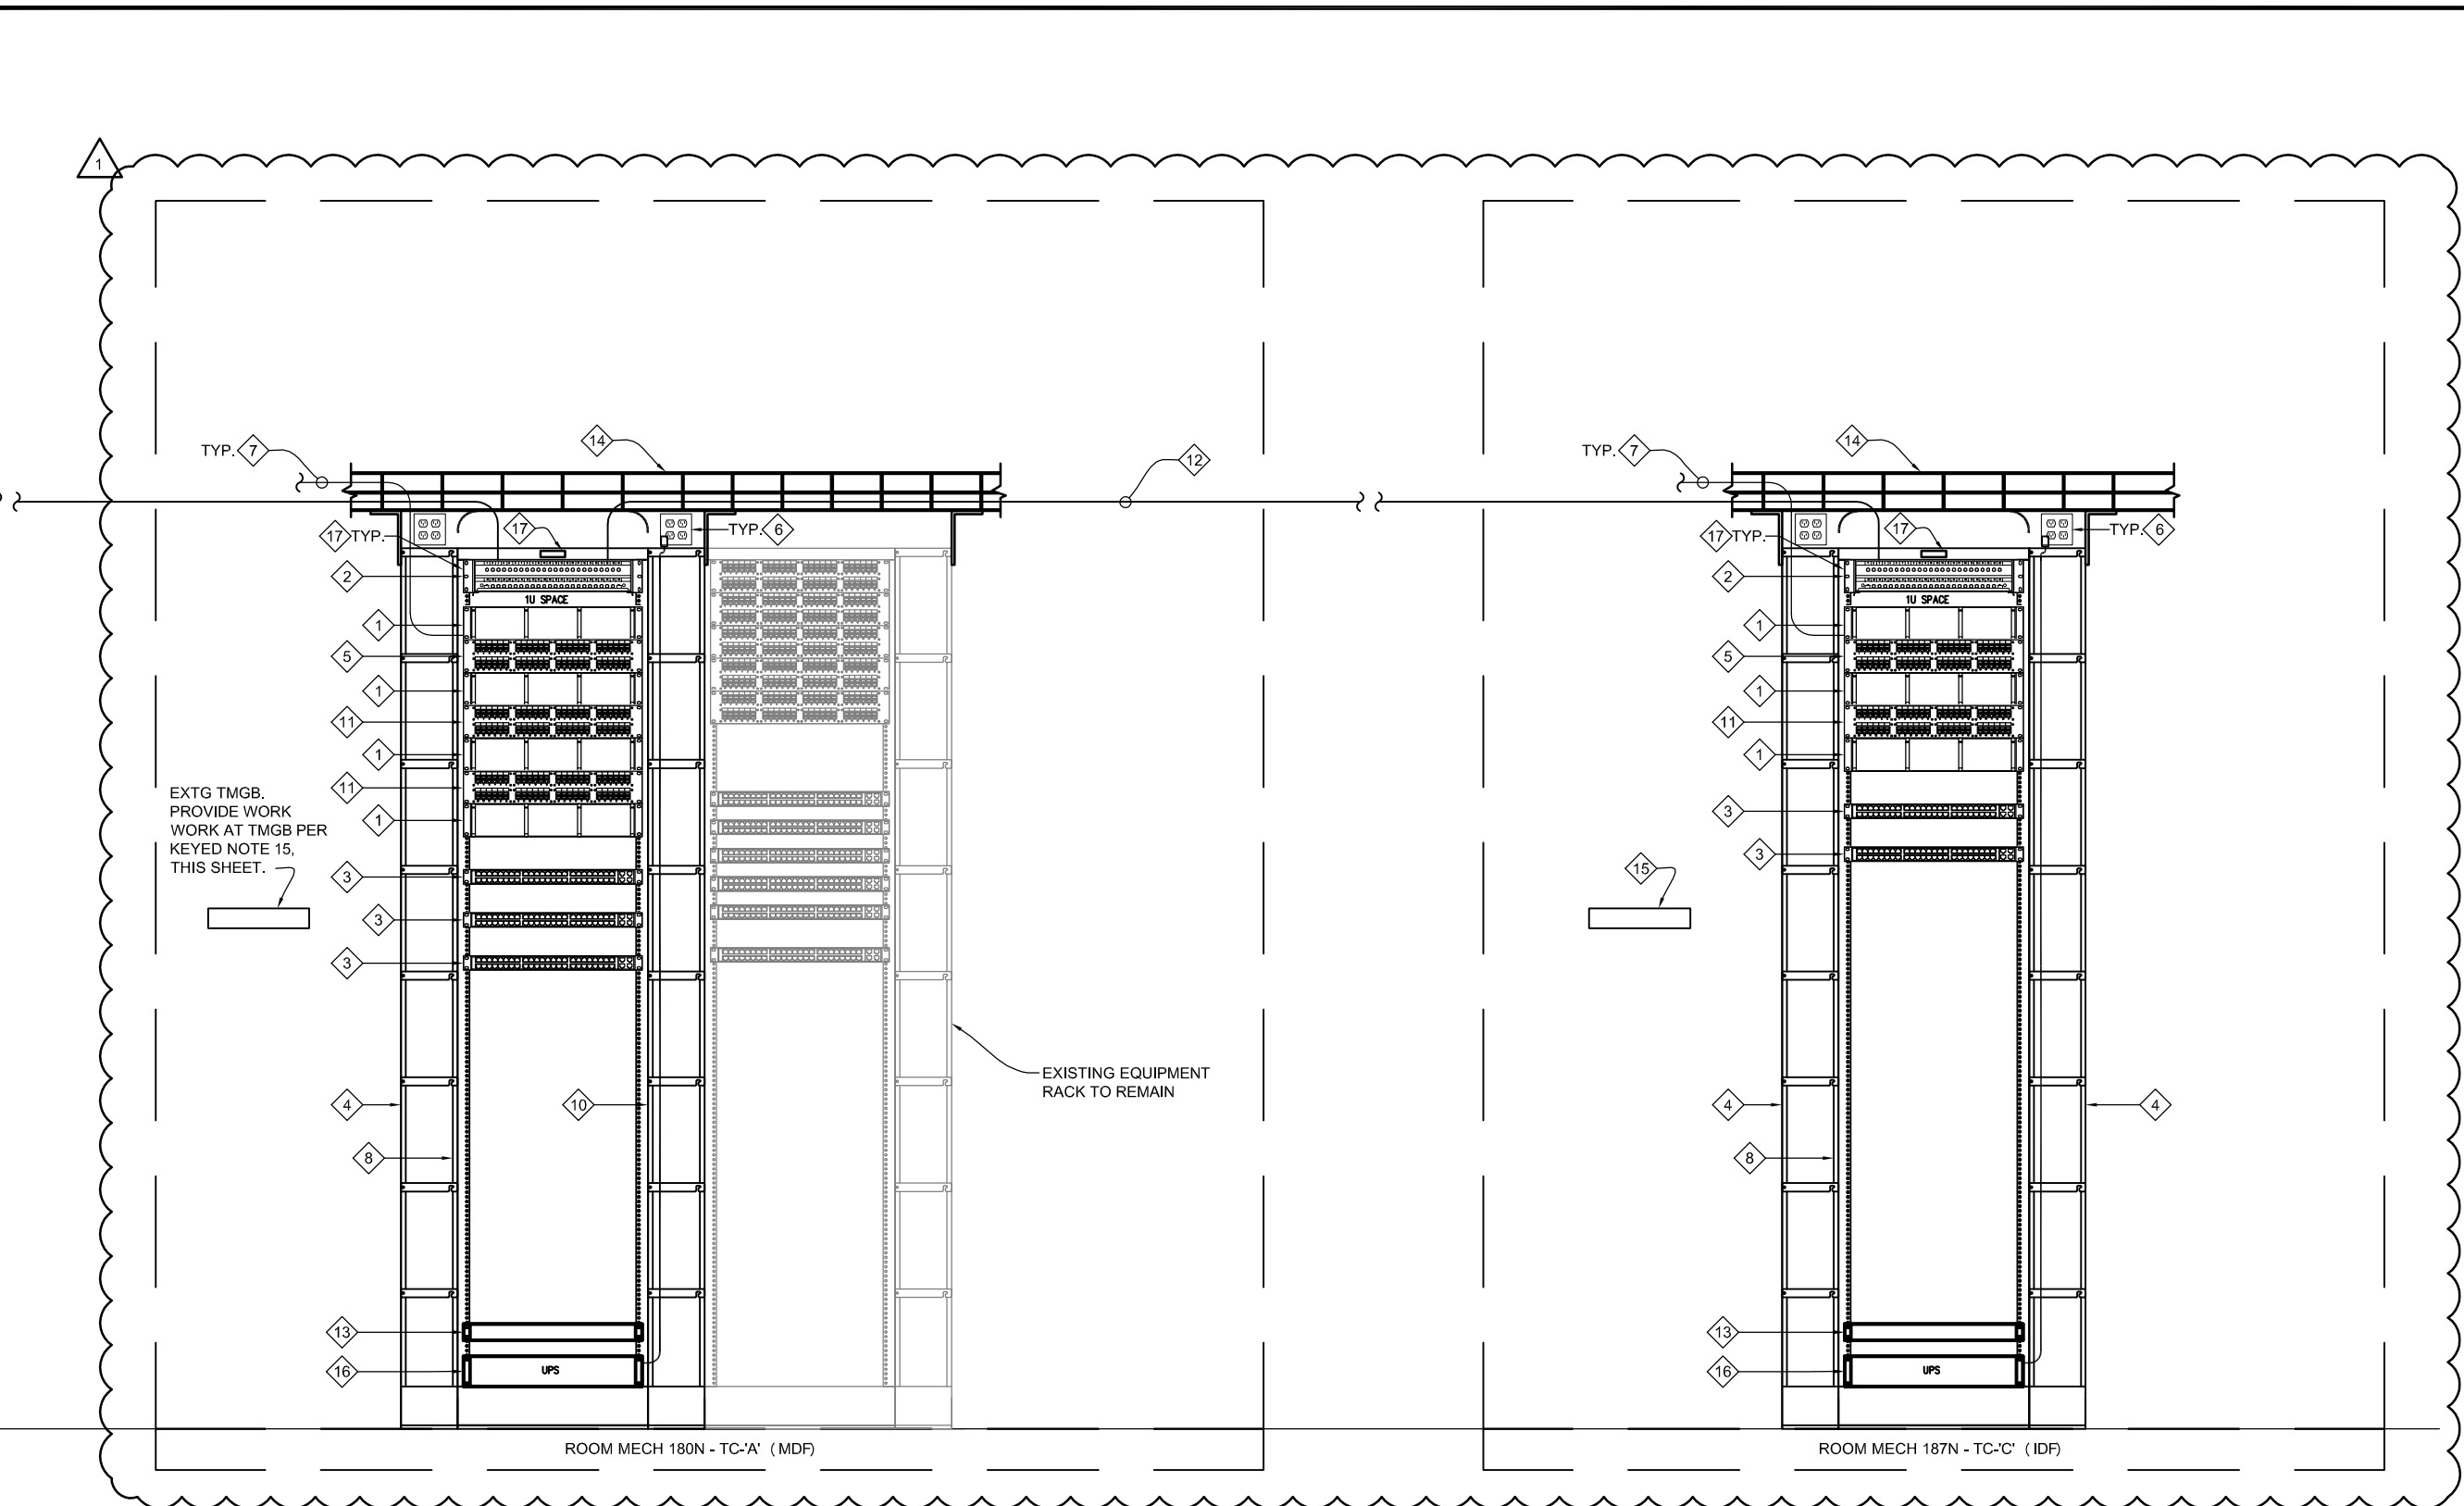 1
TYP. 7
14
12
TYP. 7
14
17 TYP.
17
TYP. 6
17 TYP.
17
TYP. 6
2
1U SPACE
2
1U SPACE
1
1
5
5
1
1
11
11
1
1
11
EXTG TMGB.
PROVIDE WORK
WORK AT TMGB PER
KEYED NOTE 15,
THIS SHEET.
1
3
3
3
15
3
3
EXISTING EQUIPMENT
RACK TO REMAIN
4
10
4
4
8
8
13
13
16
UPS
16
UPS
ROOM MECH 180N - TC-'A' (MDF)
ROOM MECH 187N - TC-'C' (IDF)